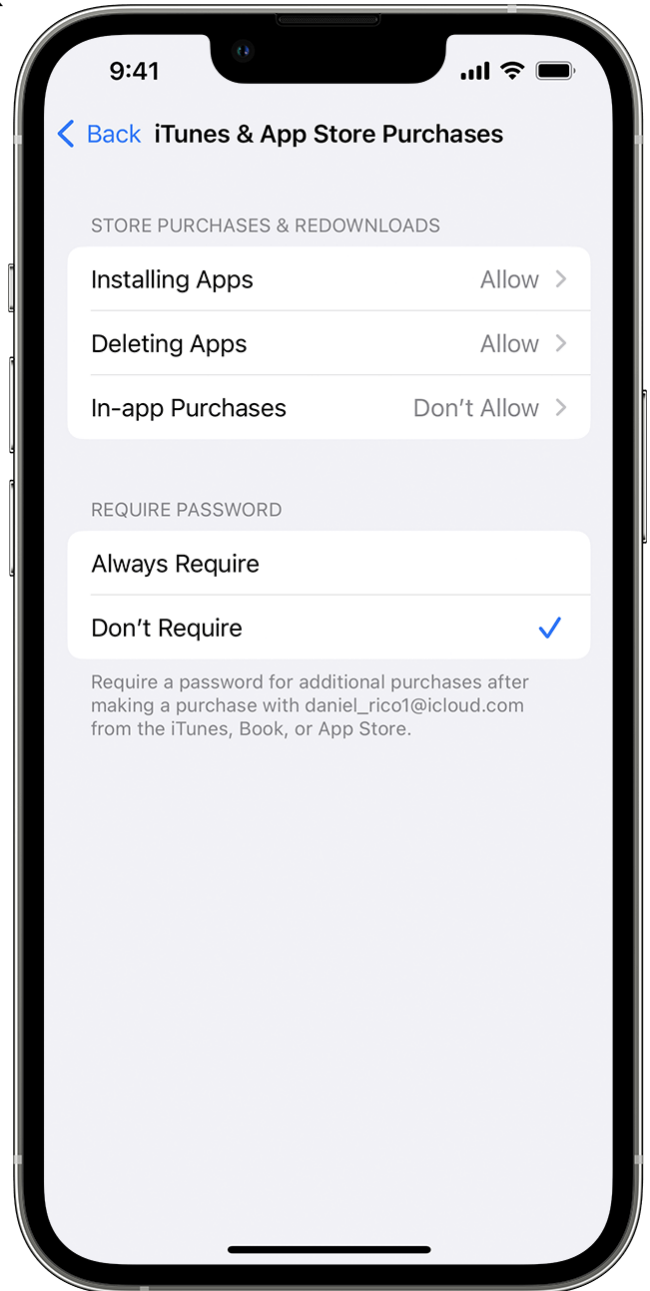 9:41
Back iTunes & App Store Purchases
STORE PURCHASES & REDOWNLOADS
Installing Apps Allow
Deleting Apps Allow
In-app Purchases Don’t Allow
REQUIRE PASSWORD
Always Require
Don’t Require
Require a password for additional purchases after
making a purchase with daniel_rico1@icloud.com
from the iTunes, Book, or App Store.